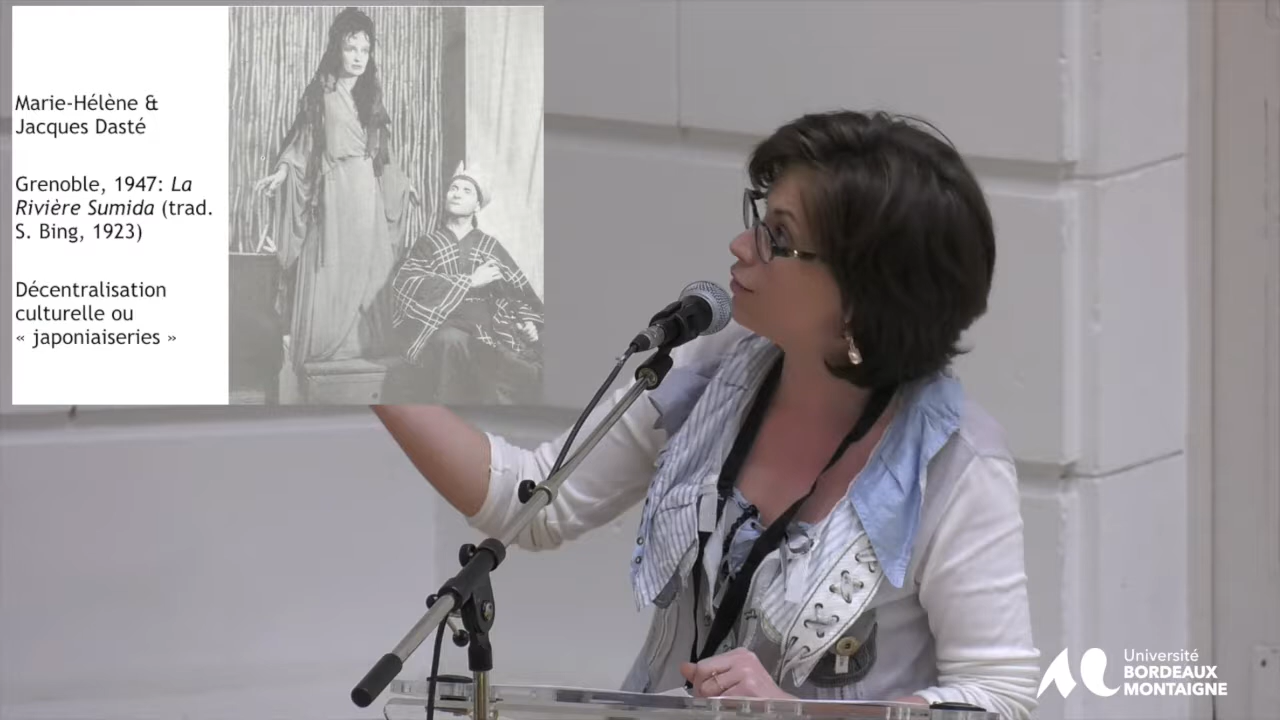 Marie-Hélène &
Jacques Dasté
Grenoble, 1947: La
Rivière Sumida (trad.
S. Bing, 1923)
Décentralisation
culturelle ou
« japoniaiseries »
Université
BORDEAUX
MONTAIGNE